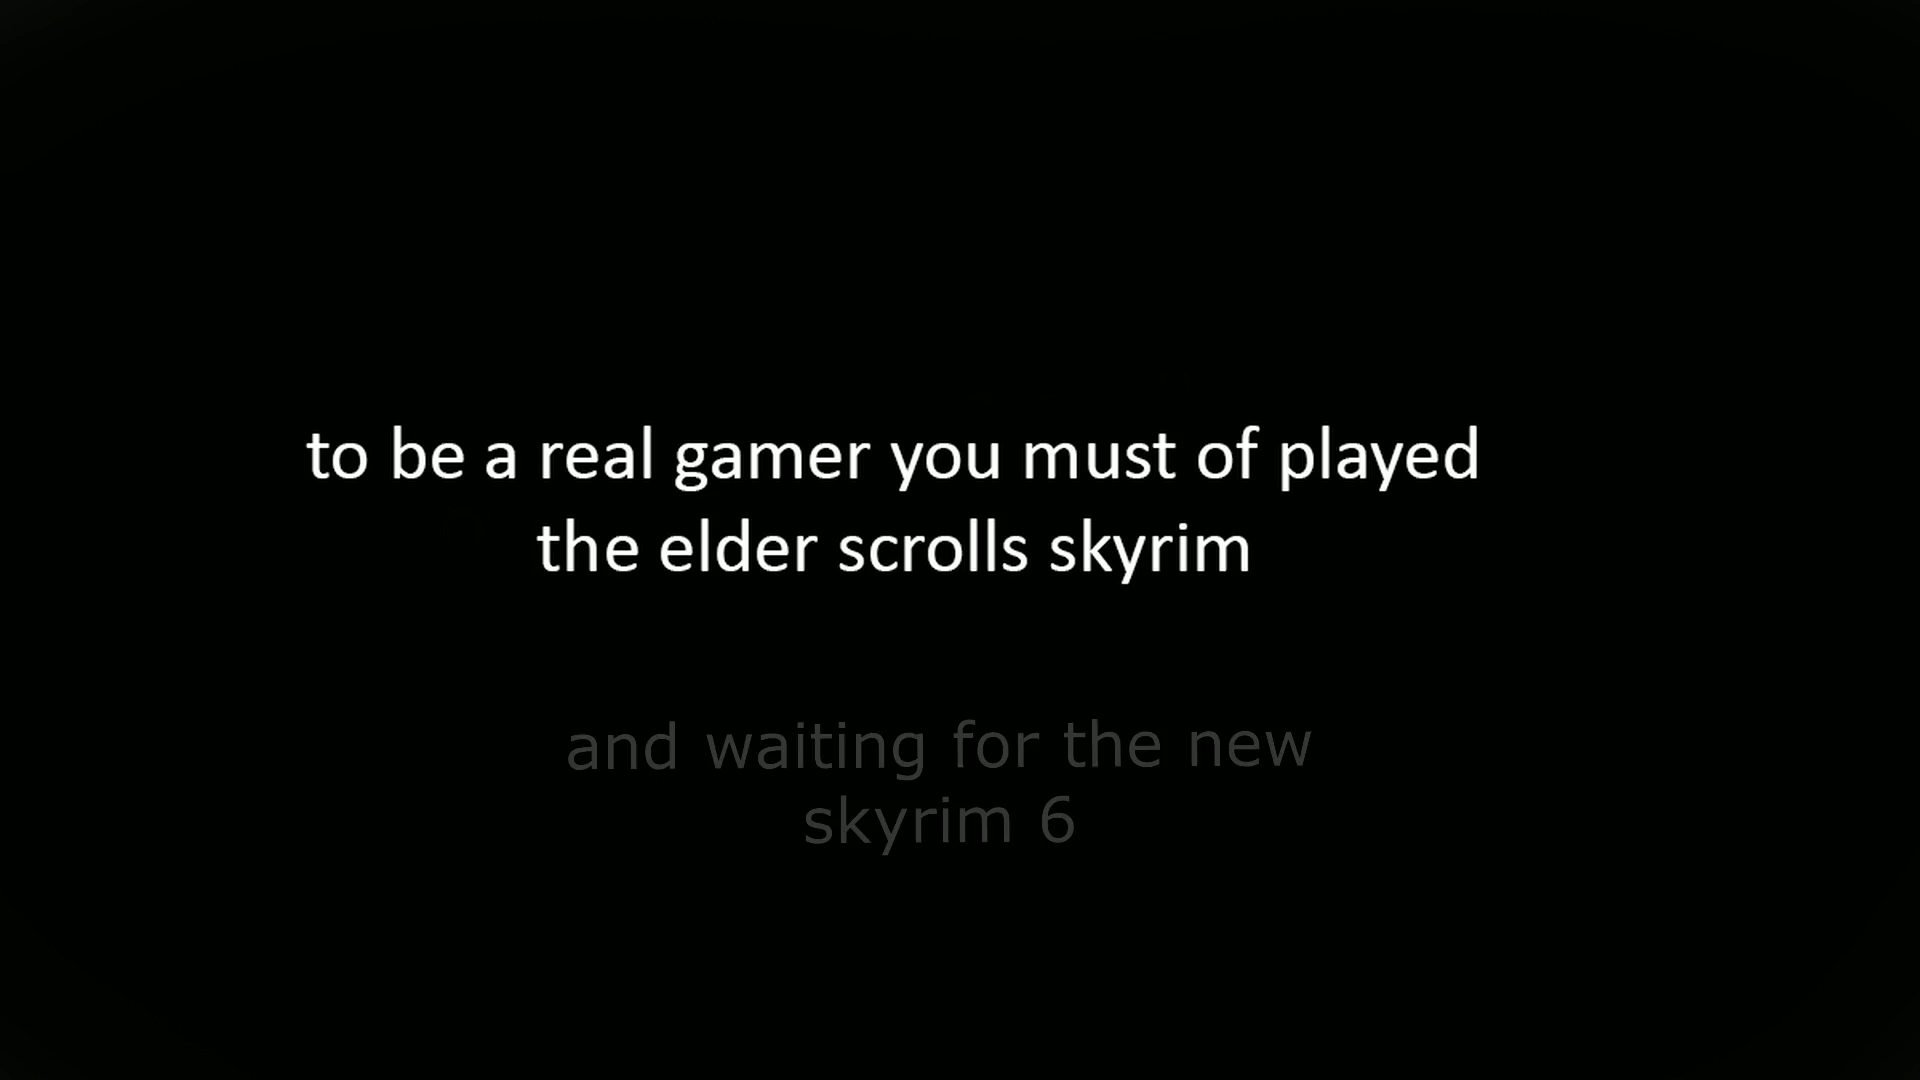 to be a real gamer you must of played
the elder scrolls skyrim
and waiting for the new
skyrim 6